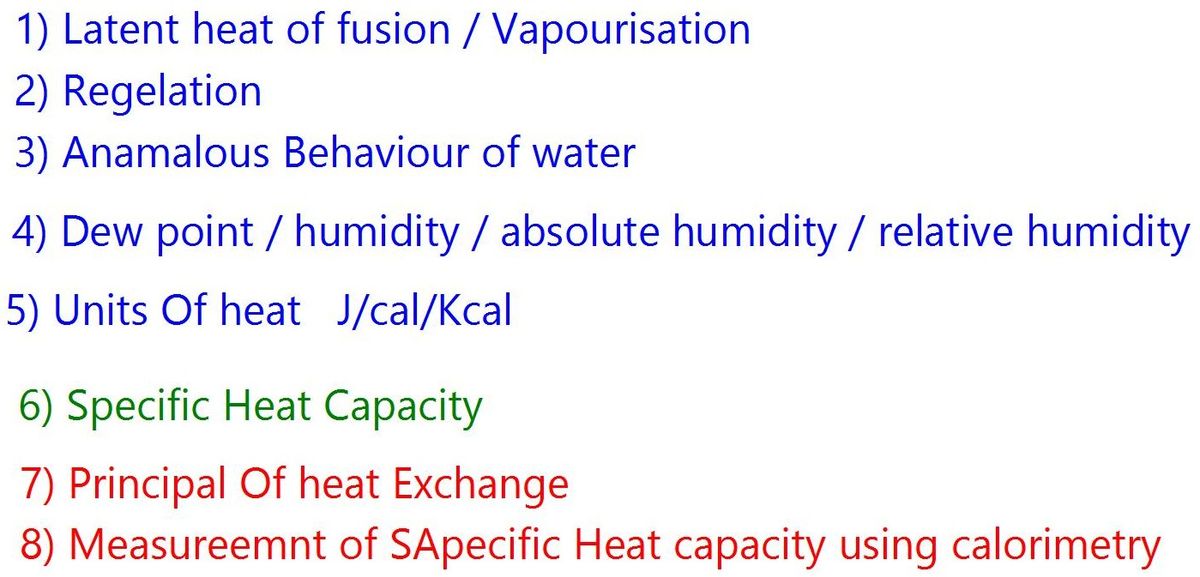 1) Latent heat of fusion / Vapourisation
2) Regelation
3) Anamalous Behaviour of water
4) Dew point / humidity / absolute humidity / relative humidity
5) Units Of heat   J/cal/Kcal
6) Specific Heat Capacity
7) Principal Of heat Exchange
8) Measureemnt of SApecific Heat capacity using calorimetry